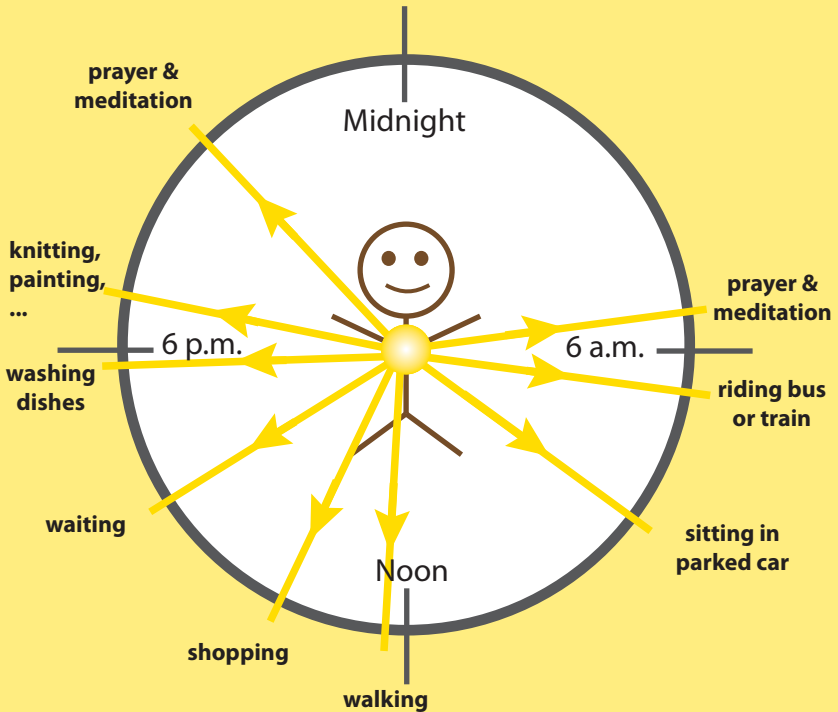 prayer &
meditation
Midnight
knitting,
painting,
...
prayer &
meditation
6 p.m.
6 a.m.
washing
dishes
riding bus
or train
waiting
sitting in
parked car
Noon
shopping
walking